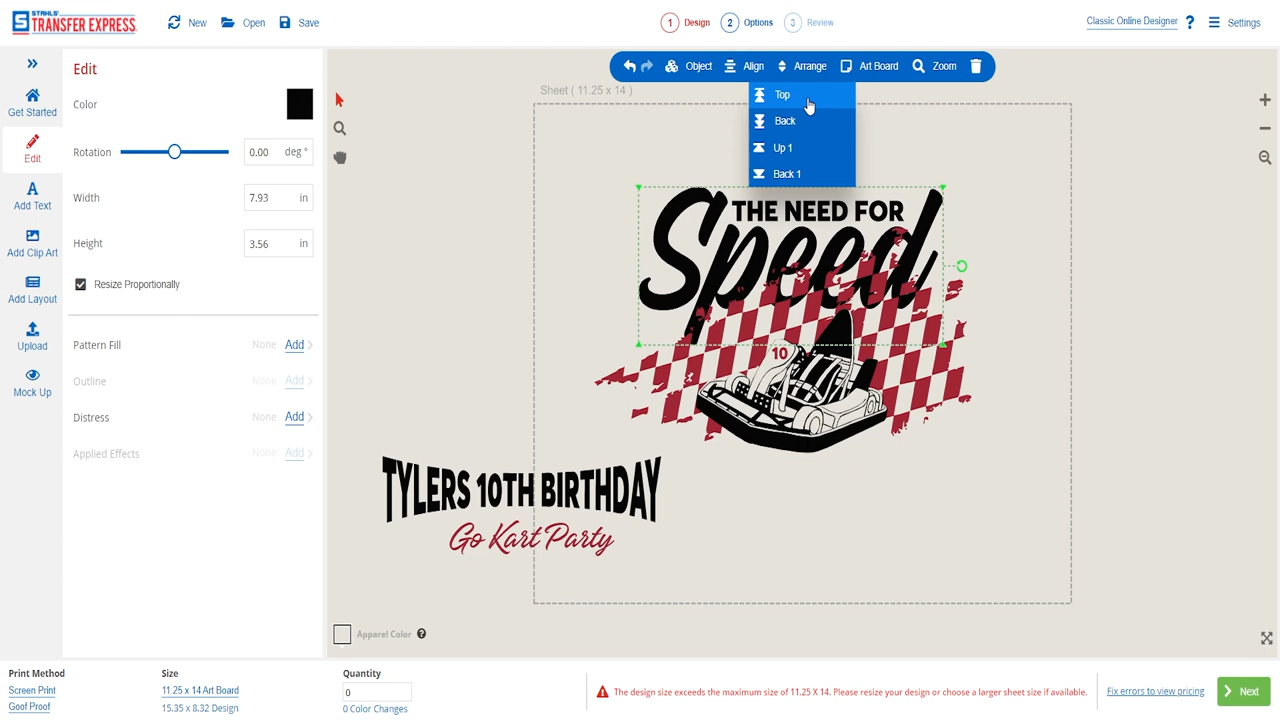 STAHLS'
TRANSFER EXPRESS
New
Open
Save
1 Design
2 Options
3 Review
Classic Online Designer
?
Settings
Get Started
Edit
Add Text
Add Clip Art
Add Layout
Upload
Mock Up
Edit
Color
Rotation
0.00 deg °
Width
7.93 in
Height
3.56 in
Resize Proportionally
Pattern Fill None Add
Outline None Add
Distress None Add
Applied Effects None Add
Object
Align
Arrange
Art Board
Zoom
Top
Back
Up 1
Back 1
Sheet ( 11.25 x 14 )
THE NEED FOR
Speed
10
TYLERS 10TH BIRTHDAY
Go Kart Party
Apparel Color ?
Print Method
Screen Print
Goof Proof
Size
11.25 x 14 Art Board
15.35 x 8.32 Design
Quantity
0
0 Color Changes
The design size exceeds the maximum size of 11.25 X 14. Please resize your design or choose a larger sheet size if available.
Fix errors to view pricing
Next